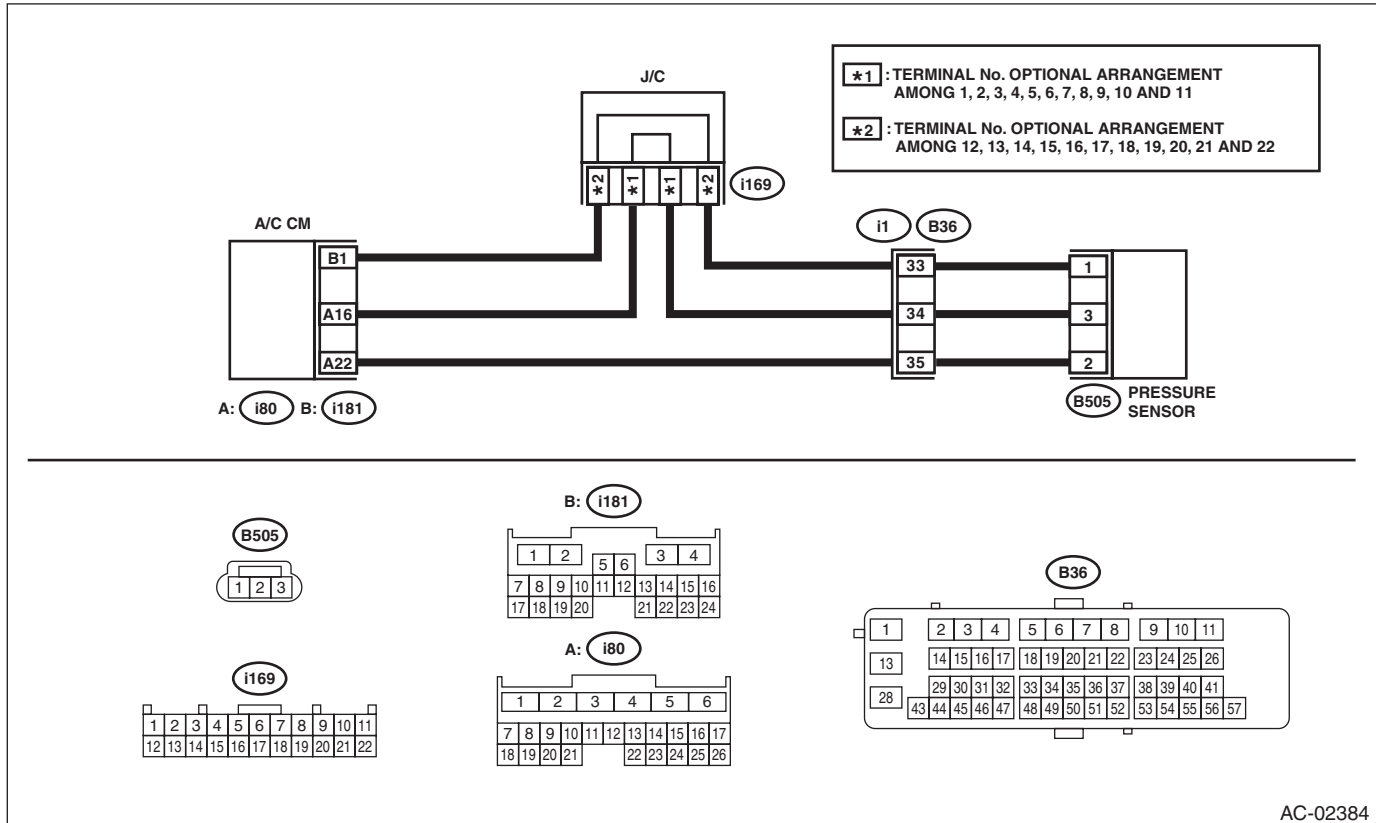 J/C
*1 : TERMINAL No. OPTIONAL ARRANGEMENT
AMONG 1, 2, 3, 4, 5, 6, 7, 8, 9, 10 AND 11
*2 : TERMINAL No. OPTIONAL ARRANGEMENT
AMONG 12, 13, 14, 15, 16, 17, 18, 19, 20, 21 AND 22
*2 *1 *1 *2 i169
A/C CM
i1 B36
B1 33 1
A16 34 3
A22 35 2
A: i80 B: i181
B505 PRESSURE
SENSOR
B: i181
1 2 3 4
5 6
7 8 9 10 11 12 13 14 15 16
17 18 19 20 21 22 23 24
B505
1 2 3
B36
1 2 3 4 5 6 7 8 9 10 11
13 14 15 16 17 18 19 20 21 22 23 24 25 26
28 29 30 31 32 33 34 35 36 37 38 39 40 41
43 44 45 46 47 48 49 50 51 52 53 54 55 56 57
A: i80
1 2 3 4 5 6
7 8 9 10 11 12 13 14 15 16 17
18 19 20 21 22 23 24 25 26
i169
1 2 3 4 5 6 7 8 9 10 11
12 13 14 15 16 17 18 19 20 21 22
AC-02384